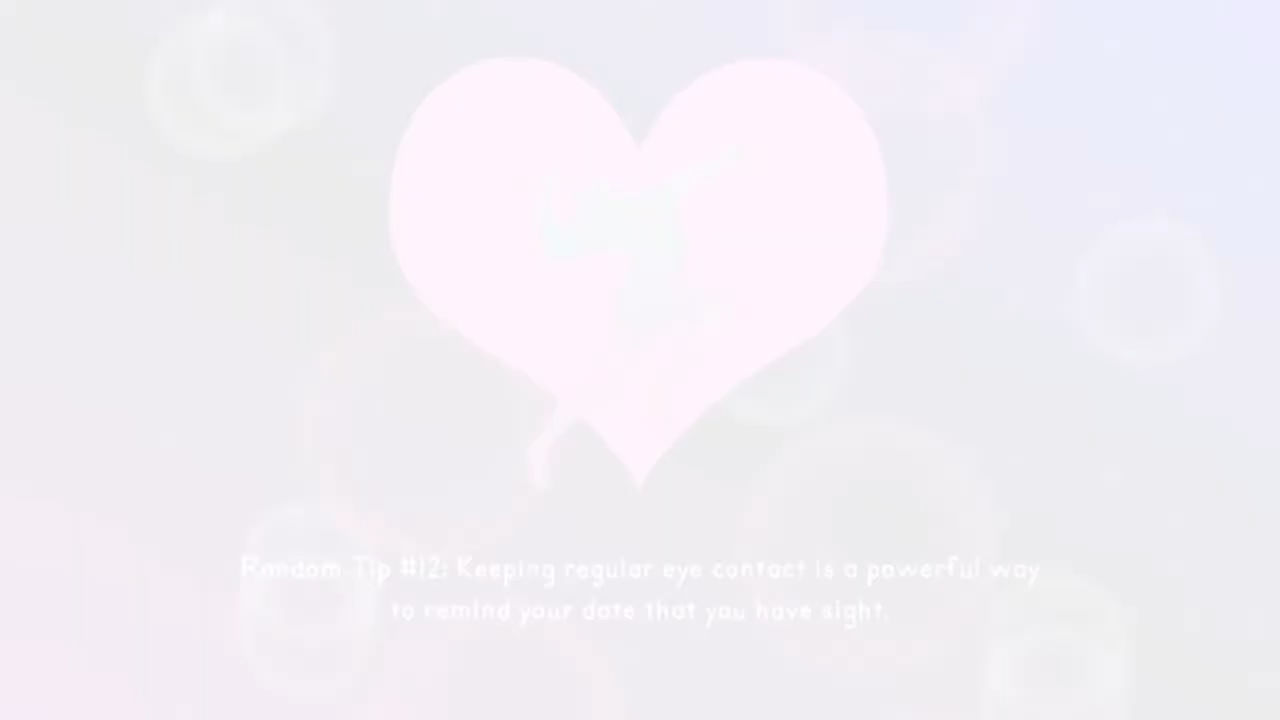 Random Tip #12: Keeping regular eye contact is a powerful way
to remind your date that you have sight.